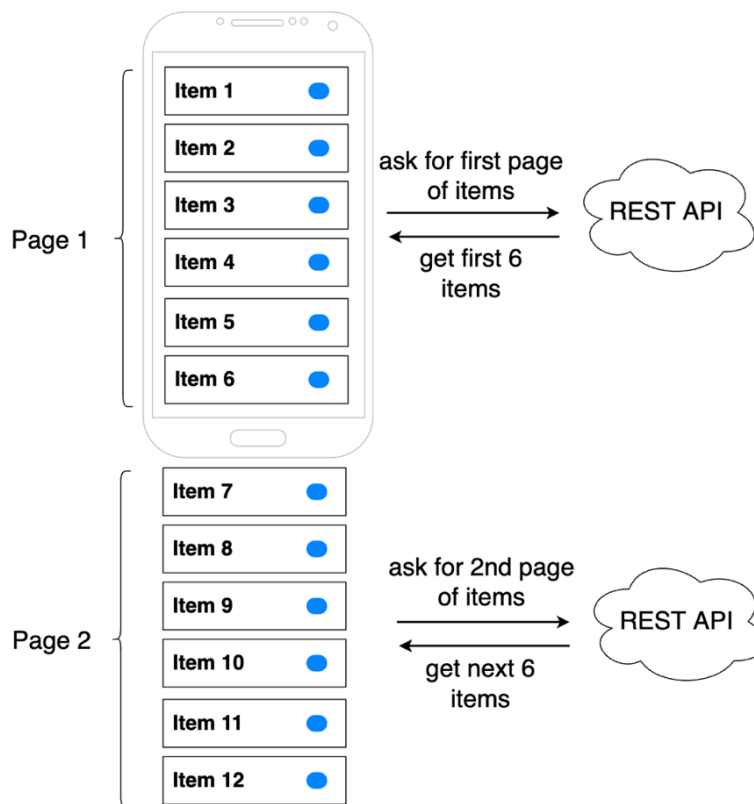 Item 1
Item 2
Item 3
Item 4
Item 5
Item 6
Page 1
ask for first page
of items
get first 6
items
REST API
Item 7
Item 8
Item 9
Item 10
Item 11
Item 12
Page 2
ask for 2nd page
of items
get next 6
items
REST API